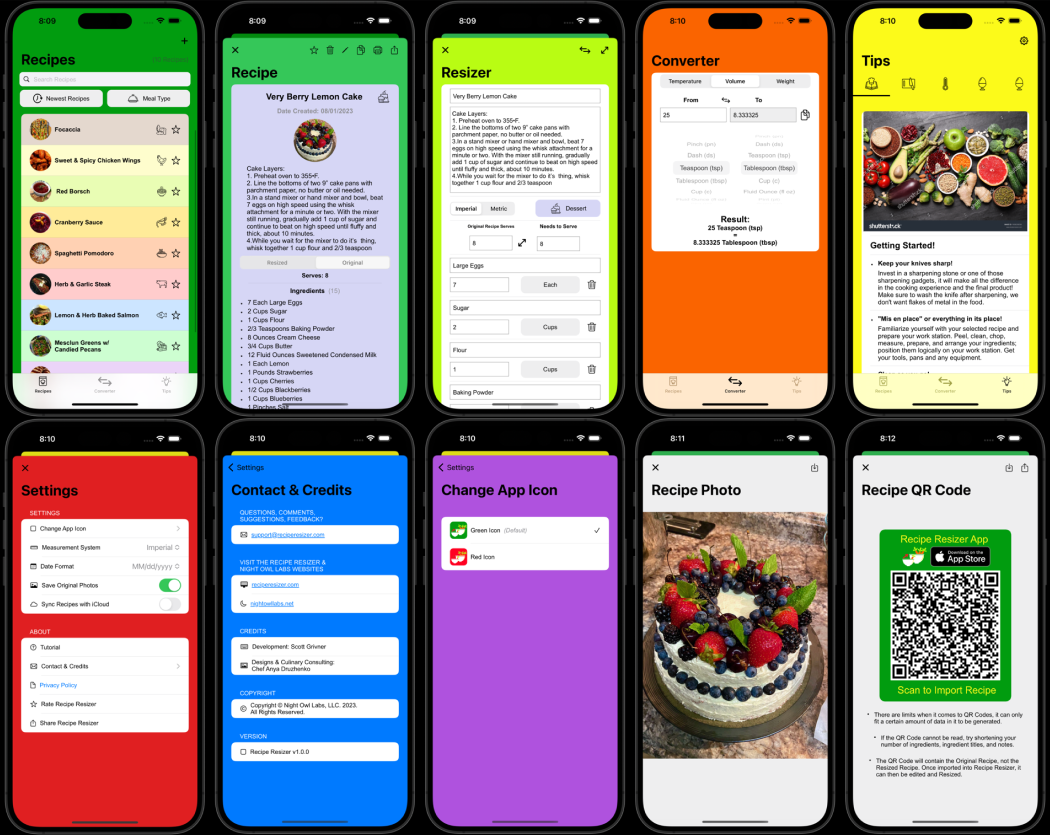 8:09
Recipes
Search Recipes
Newest Recipes
Meal Type
Focaccia
Sweet & Spicy Chicken Wings
Red Borsch
Cranberry Sauce
Spaghetti Pomodoro
Herb & Garlic Steak
Lemon & Herb Baked Salmon
Mesclun Greens w/
Candied Pecans
Recipes
Converter
Tips
8:09
Recipe
Very Berry Lemon Cake
Date Created: 08/01/2023
Cake Layers:
1. Preheat oven to 355•F.
2. Line the bottoms of two 9" cake pans with
parchment paper, no butter or oil needed.
3.In a stand mixer or hand mixer and bowl, beat
7 eggs on high speed using the whisk
attachment for a minute or two. With the mixer
still running, gradually add 1 cup of sugar and
continue to beat on high speed until fluffy and
thick, about 10 minutes.
4.While you wait for the mixer to do it's  thing,
whisk together 1 cup flour and 2/3 teaspoon
Resized
Original
Serves: 8
Ingredients (15)
• 7 Each Large Eggs
• 2 Cups Sugar
• 1 Cups Flour
• 2/3 Teaspoons Baking Powder
• 8 Ounces Cream Cheese
• 3/4 Cups Butter
• 12 Fluid Ounces Sweetened Condensed Milk
• 1 Each Lemon
• 1 Pounds Strawberries
• 1 Cups Cherries
• 1/2 Cups Blackberries
• 1 Cups Blueberries
• 1 Pinches Salt
8:09
Resizer
Very Berry Lemon Cake
Cake Layers:
1. Preheat oven to 355•F.
2. Line the bottoms of two 9" cake pans with
parchment paper, no butter or oil needed.
3.In a stand mixer or hand mixer and bowl, beat 7
eggs on high speed using the whisk attachment for a
minute or two. With the mixer still running, gradually
add 1 cup of sugar and continue to beat on high speed
until fluffy and thick, about 10 minutes.
4.While you wait for the mixer to do it's  thing, whisk
together 1 cup flour and 2/3 teaspoon
Imperial
Metric
Dessert
Original Recipe Serves
Needs to Serve
8
8
Large Eggs
7
Each
Sugar
2
Cups
Flour
1
Cups
Baking Powder
8:10
Converter
Temperature
Volume
Weight
From
To
25
8.333325
Pinch (pn)
Dash (ds)
Dash (ds)
Teaspoon (tsp)
Teaspoon (tsp)
Tablespoon (tbsp)
Tablespoon (tbsp)
Cup (c)
Cup (c)
Fluid Ounce (fl oz)
Result:
25 Teaspoon (tsp)
=
8.333325 Tablespoon (tbsp)
Recipes
Converter
Tips
8:10
Tips
shutterstock
Getting Started!
• Keep your knives sharp!
Invest in a sharpening stone or one of those
sharpening gadgets, it will make all the difference
in the cooking experience and the final product!
Make sure to wash the knife after sharpening, we
don't want flakes of metal in the food.
• "Mis en place" or everything in its place!
Familiarize yourself with your selected recipe and
prepare your work station. Peel, clean, chop,
measure, prepare, and arrange your ingredients;
position them logically on your work station. Get
your tools, pans and any equipment.
Recipes
Converter
Tips
8:10
Settings
SETTINGS
Change App Icon
Measurement System
Imperial
Date Format
MM/dd/yyyy
Save Original Photos
Sync Recipes with iCloud
ABOUT
Tutorial
Contact & Credits
Privacy Policy
Rate Recipe Resizer
Share Recipe Resizer
8:10
Settings
Contact & Credits
QUESTIONS, COMMENTS,
SUGGESTIONS, FEEDBACK?
support@reciperesizer.com
VISIT THE RECIPE RESIZER &
NIGHT OWL LABS WEBSITES
reciperesizer.com
nightowllabs.net
CREDITS
Development: Scott Grivner
Designs & Culinary Consulting:
Chef Anya Druzhenko
COPYRIGHT
Copyright © Night Owl Labs, LLC. 2023.
All Rights Reserved.
VERSION
Recipe Resizer v1.0.0
8:10
Settings
Change App Icon
Green Icon (Default)
Red Icon
8:11
Recipe Photo
8:12
Recipe QR Code
Recipe Resizer App
Download on the
App Store
Scan to Import Recipe
• There are limits when it comes to QR Codes, it can only
fit a certain amount of data in it to be generated.
• If the QR Code cannot be read, try shortening your
number of ingredients, ingredient titles, and notes.
• The QR Code will contain the Original Recipe, not the
Resized Recipe. Once imported into Recipe Resizer, it
can then be edited and Resized.